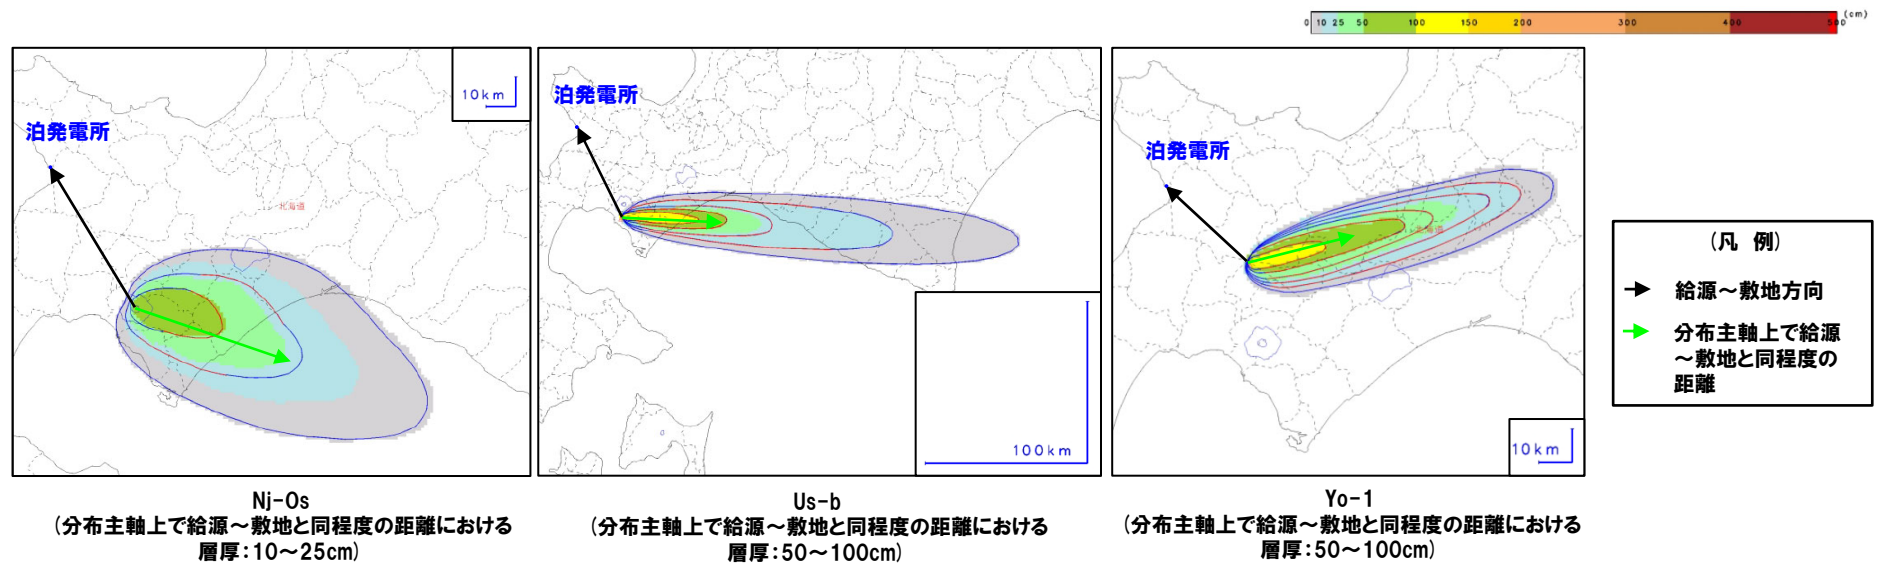 (cm)
0 10 25 50 100 150 200 300 400 500
10km
泊発電所
北海道
泊発電所
100km
泊発電所
北海道
10km
(凡 例)
給源～敷地方向
分布主軸上で給源
～敷地と同程度の
距離
Nj-Os
(分布主軸上で給源～敷地と同程度の距離における
層厚:10～25cm)
Us-b
(分布主軸上で給源～敷地と同程度の距離における
層厚:50～100cm)
Yo-1
(分布主軸上で給源～敷地と同程度の距離における
層厚:50～100cm)